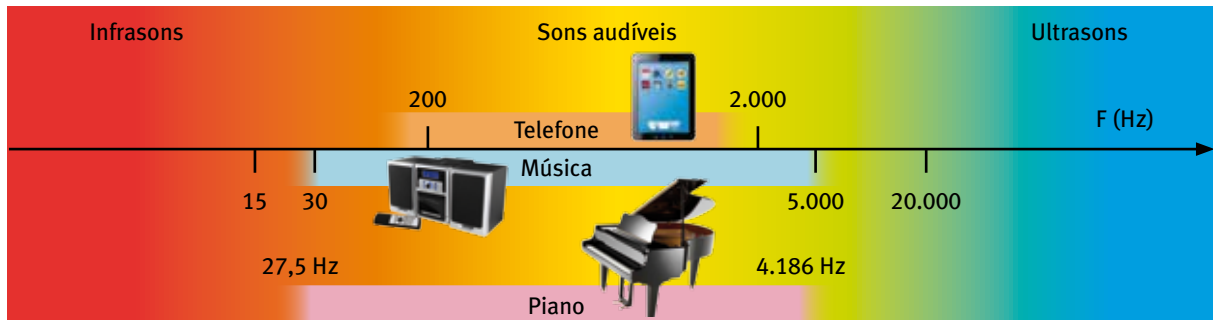 Infrasons Sons audíveis Ultrasons
200 2.000
F (Hz)
Telefone
Música
15 30 5.000 20.000
27,5 Hz 4.186 Hz
Piano